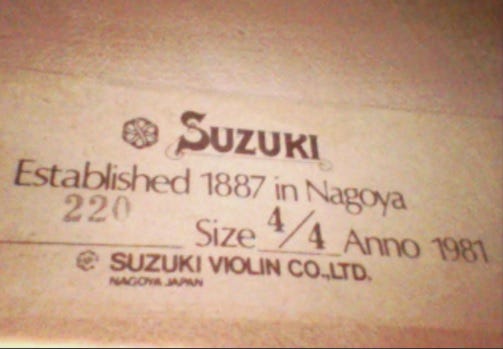 SUZUKI
Established 1887 in Nagoya
220
Size 4/4 Anno 1981
SUZUKI VIOLIN CO.,LTD.
NAGOYA JAPAN